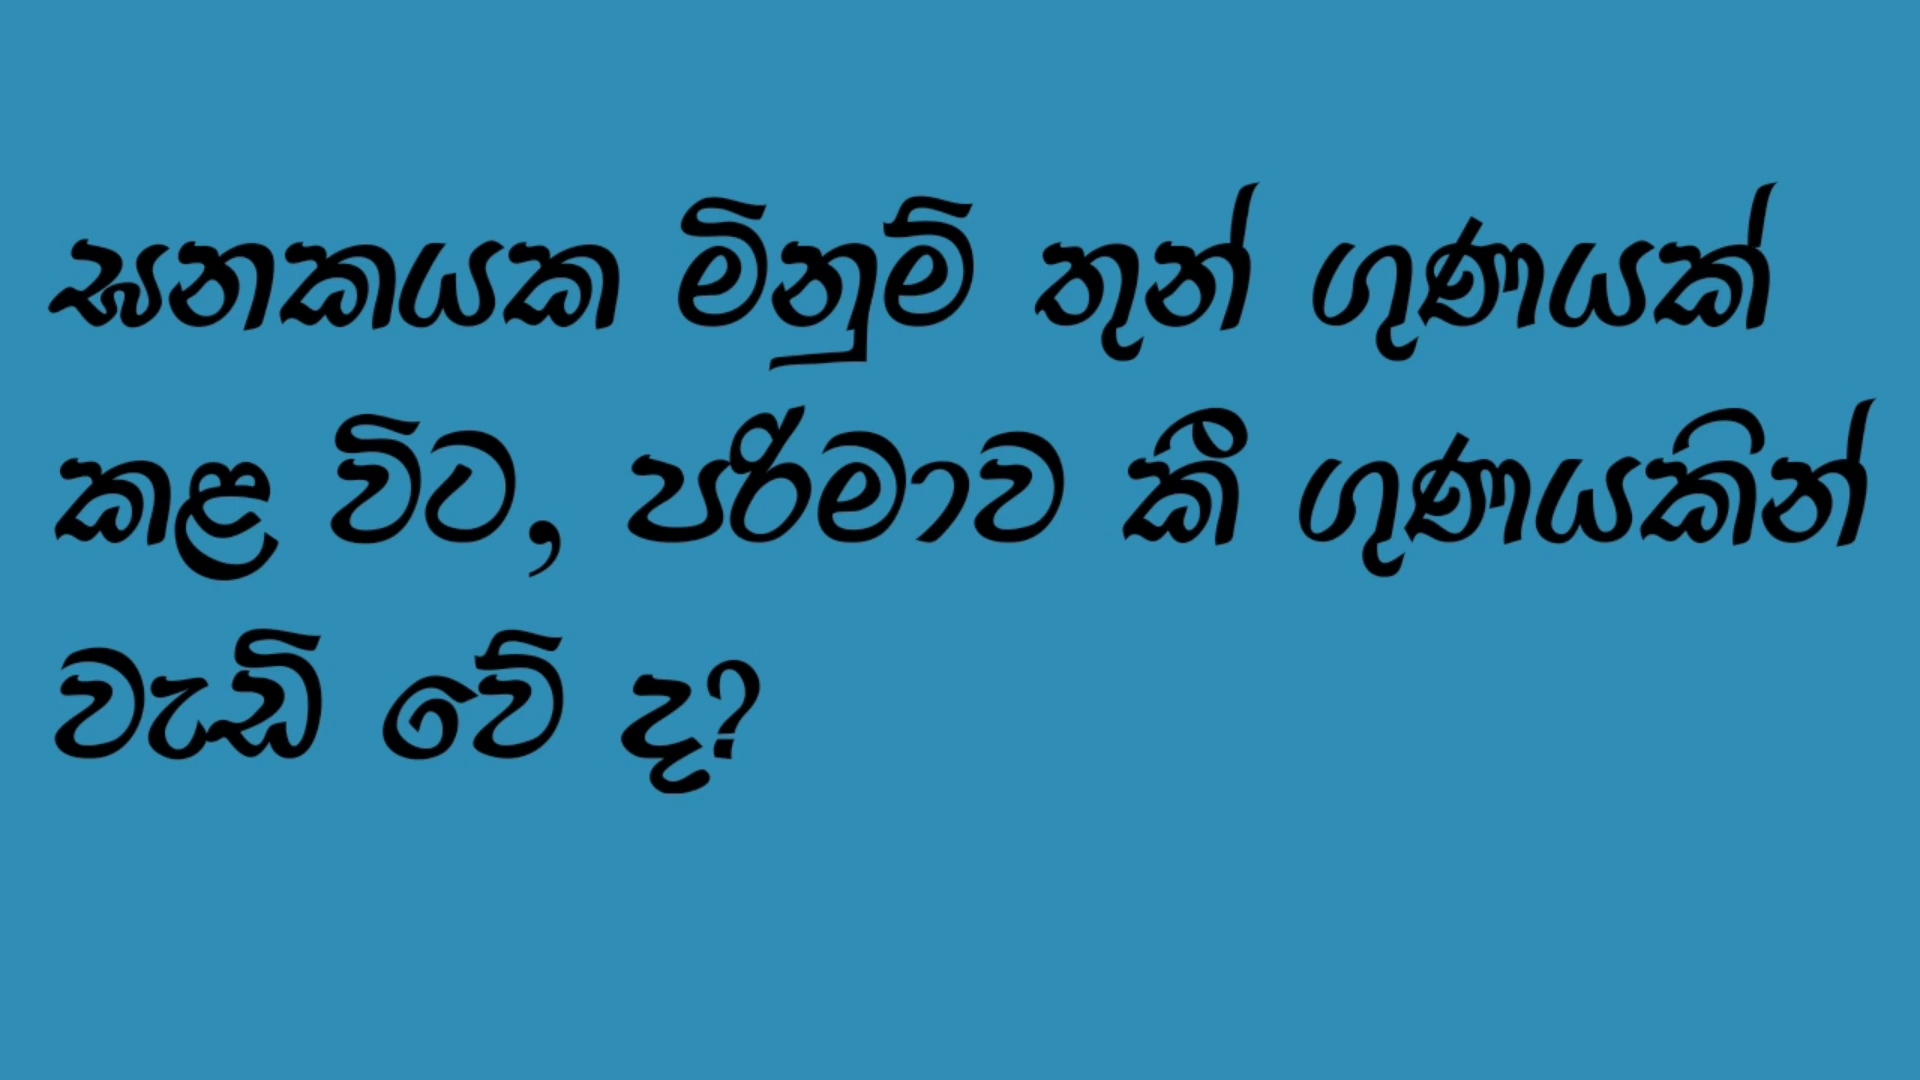 ඝනකයක මිනුම් තුන් ගුණයක්
කළ විට, පරිමාව කී ගුණයකින්
වැඩි වේ ද?